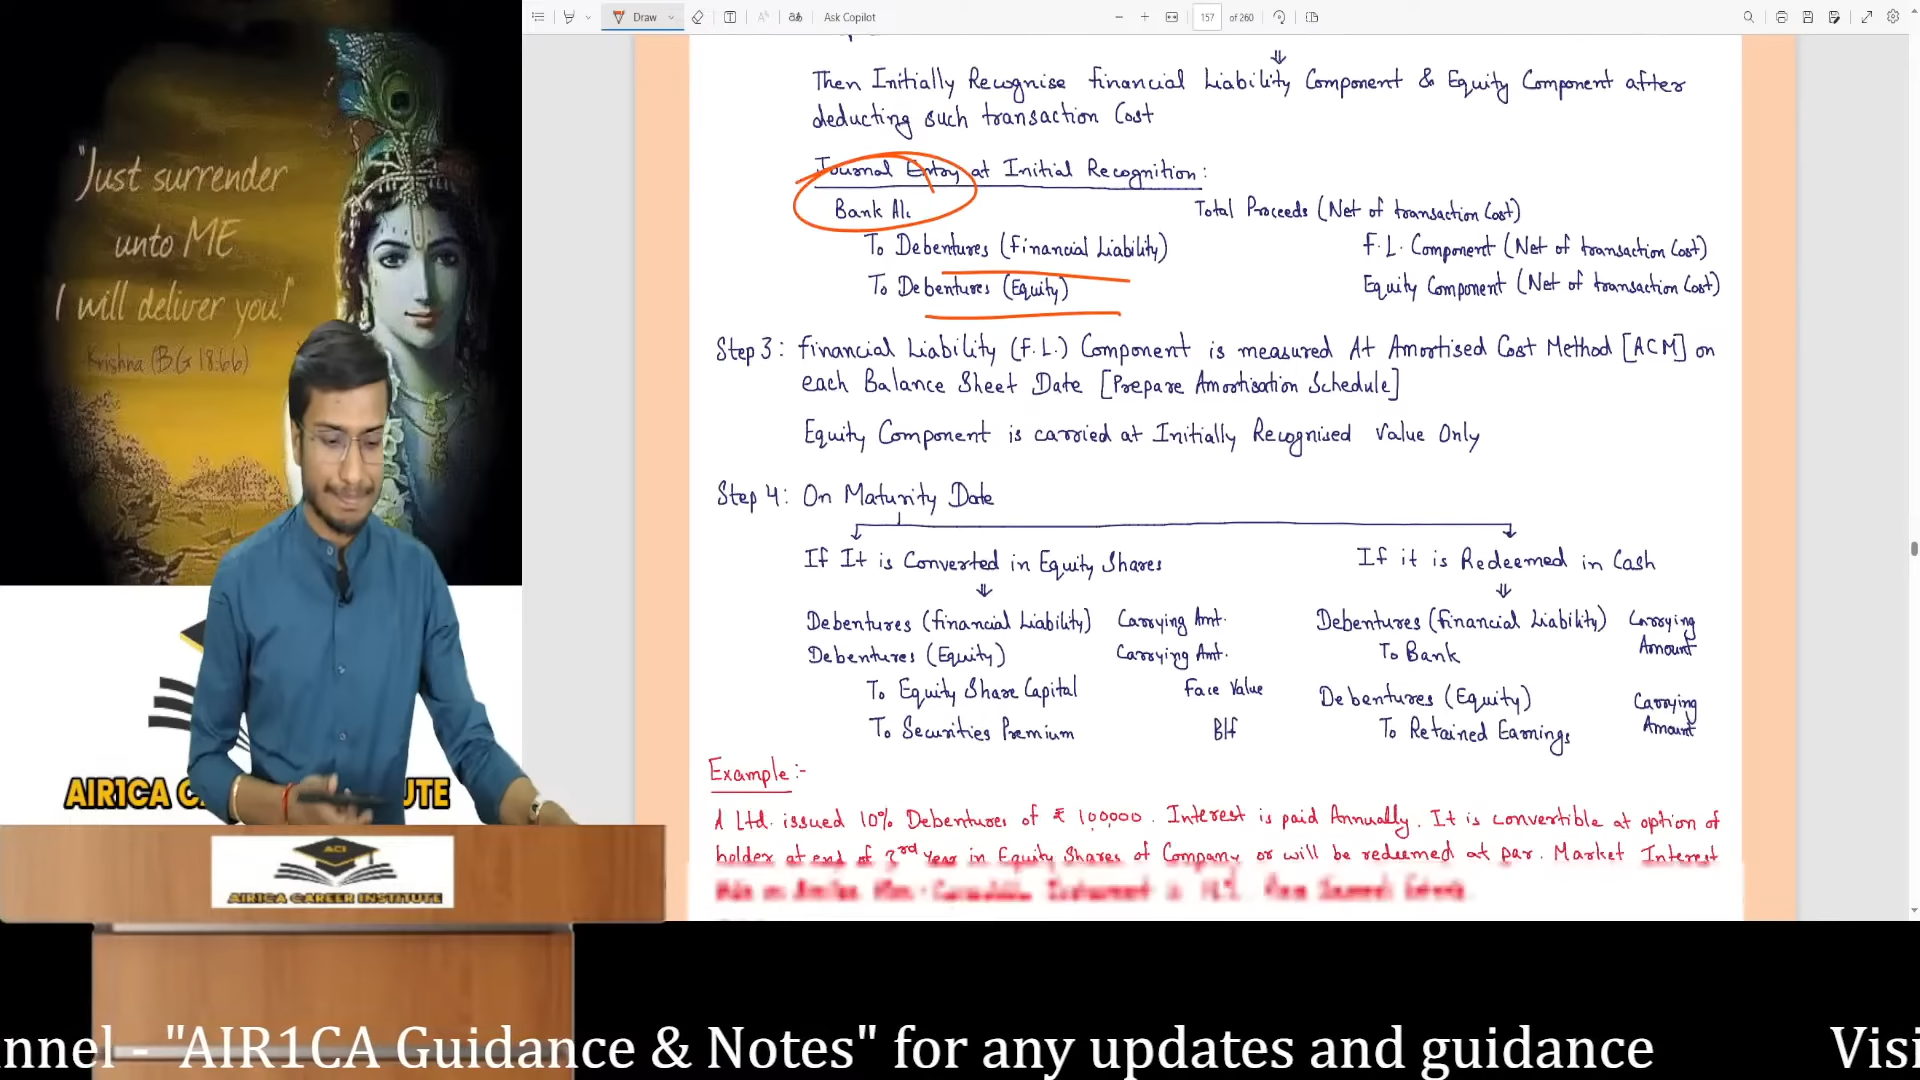 Draw
Ask Copilot
157 of 260
Then Initially Recognise Financial Liability Component & Equity Component after
deducting such transaction Cost
Journal Entry at Initial Recognition:
Bank A/c Total Proceeds (Net of transaction Cost)
To Debentures (Financial Liability) F.L. Component (Net of transaction Cost)
To Debentures (Equity) Equity Component (Net of transaction Cost)
Step 3: Financial Liability (F.L.) Component is measured At Amortised Cost Method [ACM] on
each Balance Sheet Date [Prepare Amortisation Schedule]
Equity Component is carried at Initially Recognised Value Only
Step 4: On Maturity Date
If It is Converted in Equity Shares
Debentures (Financial Liability) Carrying Amt.
Debentures (Equity) Carrying Amt.
To Equity Share Capital Face Value
To Securities Premium B/f
If it is Redeemed in Cash
Debentures (Financial Liability) Carrying Amount
To Bank
Debentures (Equity) Carrying Amount
To Retained Earnings
Example:-
A Ltd. issued 10% Debentures of ₹ 1,00,000. Interest is paid Annually. It is convertible at option of
holder at end of 3rd Year in Equity Shares of Company or will be redeemed at par. Market Interest
"Just surrender
unto ME
I will deliver you!"
Krishna (B.G 18:66)
AIR1CA C UTE
ACI
AIR1CA CAREER INSTITUTE
nnel - "AIR1CA Guidance & Notes" for any updates and guidance Visi